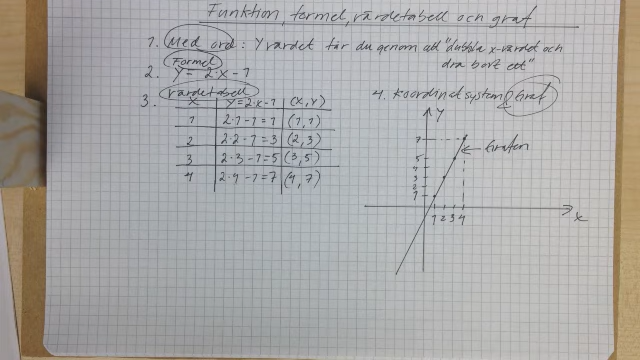 Funktion, formel, värdetabell och graf
1. Med ord: Y värdet får du genom att "dubbla x-värdet och
dra bort ett"
Formel
2. Y = 2·x - 1
värdetabell
3. X Y=2·x-1 (X,Y)
1 2·1-1=1 (1,1)
2 2·2-1=3 (2,3)
3 2·3-1=5 (3,5)
4 2·4-1=7 (4,7)
4. Koordinatsystem & Graf
Y
7
5
4
3
2
1
Grafen
1 2 3 4
X